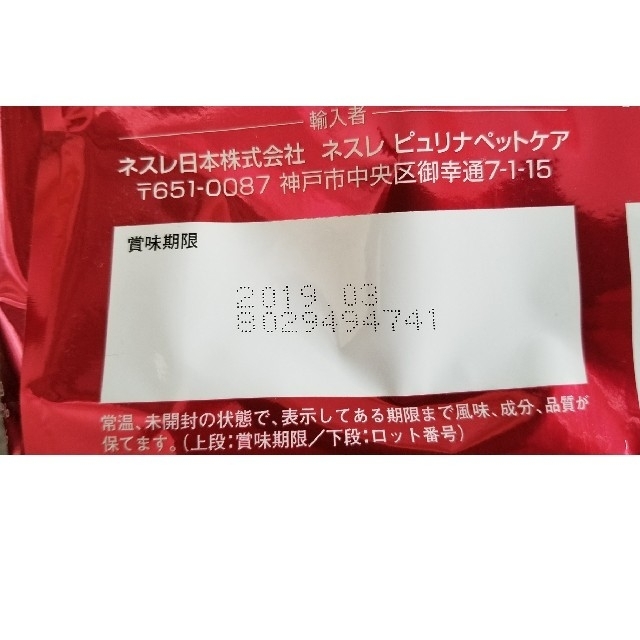 輸入者
ネスレ日本株式会社 ネスレ ピュリナペットケア
〒651-0087 神戸市中央区御幸通7-1-15
賞味期限
2019.03
8029494741
常温、未開封の状態で、表示してある期限まで風味、成分、品質が
保てます。(上段:賞味期限/下段:ロット番号)